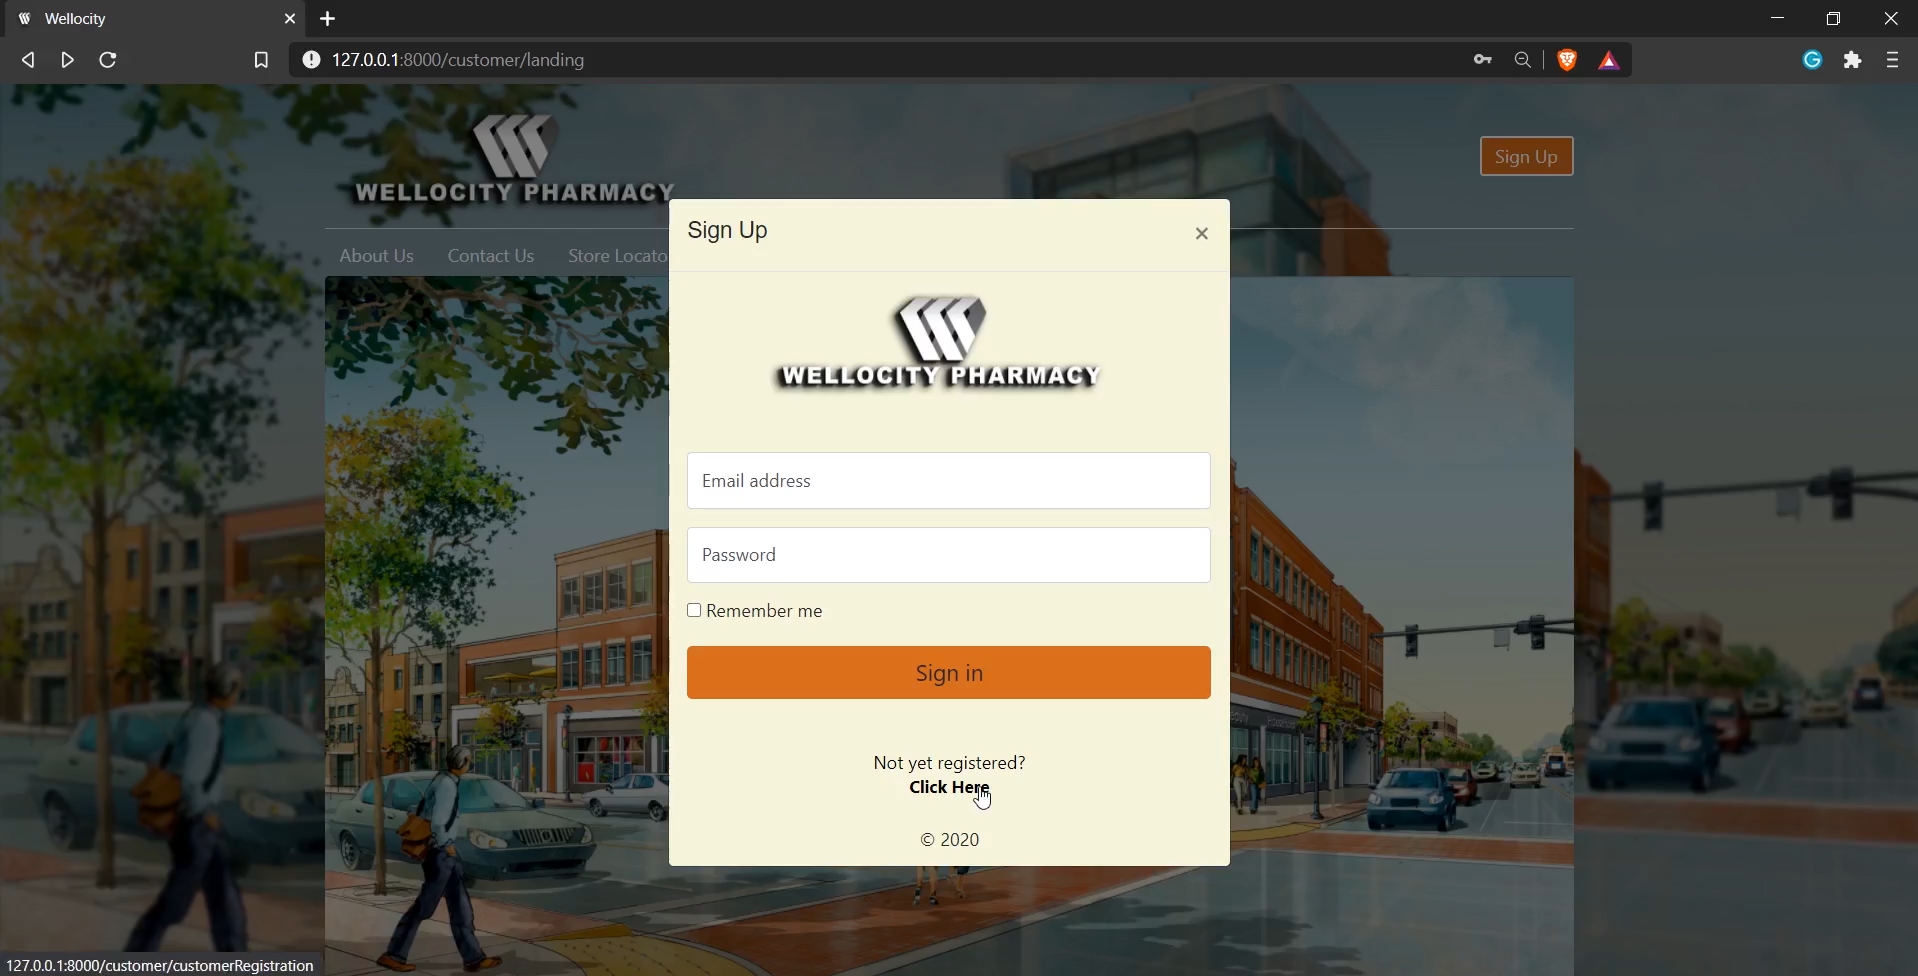 Wellocity
127.0.0.1:8000/customer/landing
WELLOCITY PHARMACY
Sign Up
About Us Contact Us Store Locato
Sign Up
WELLOCITY PHARMACY
Email address
Password
Remember me
Sign in
Not yet registered?
Click Here
© 2020
127.0.0.1:8000/customer/customerRegistration